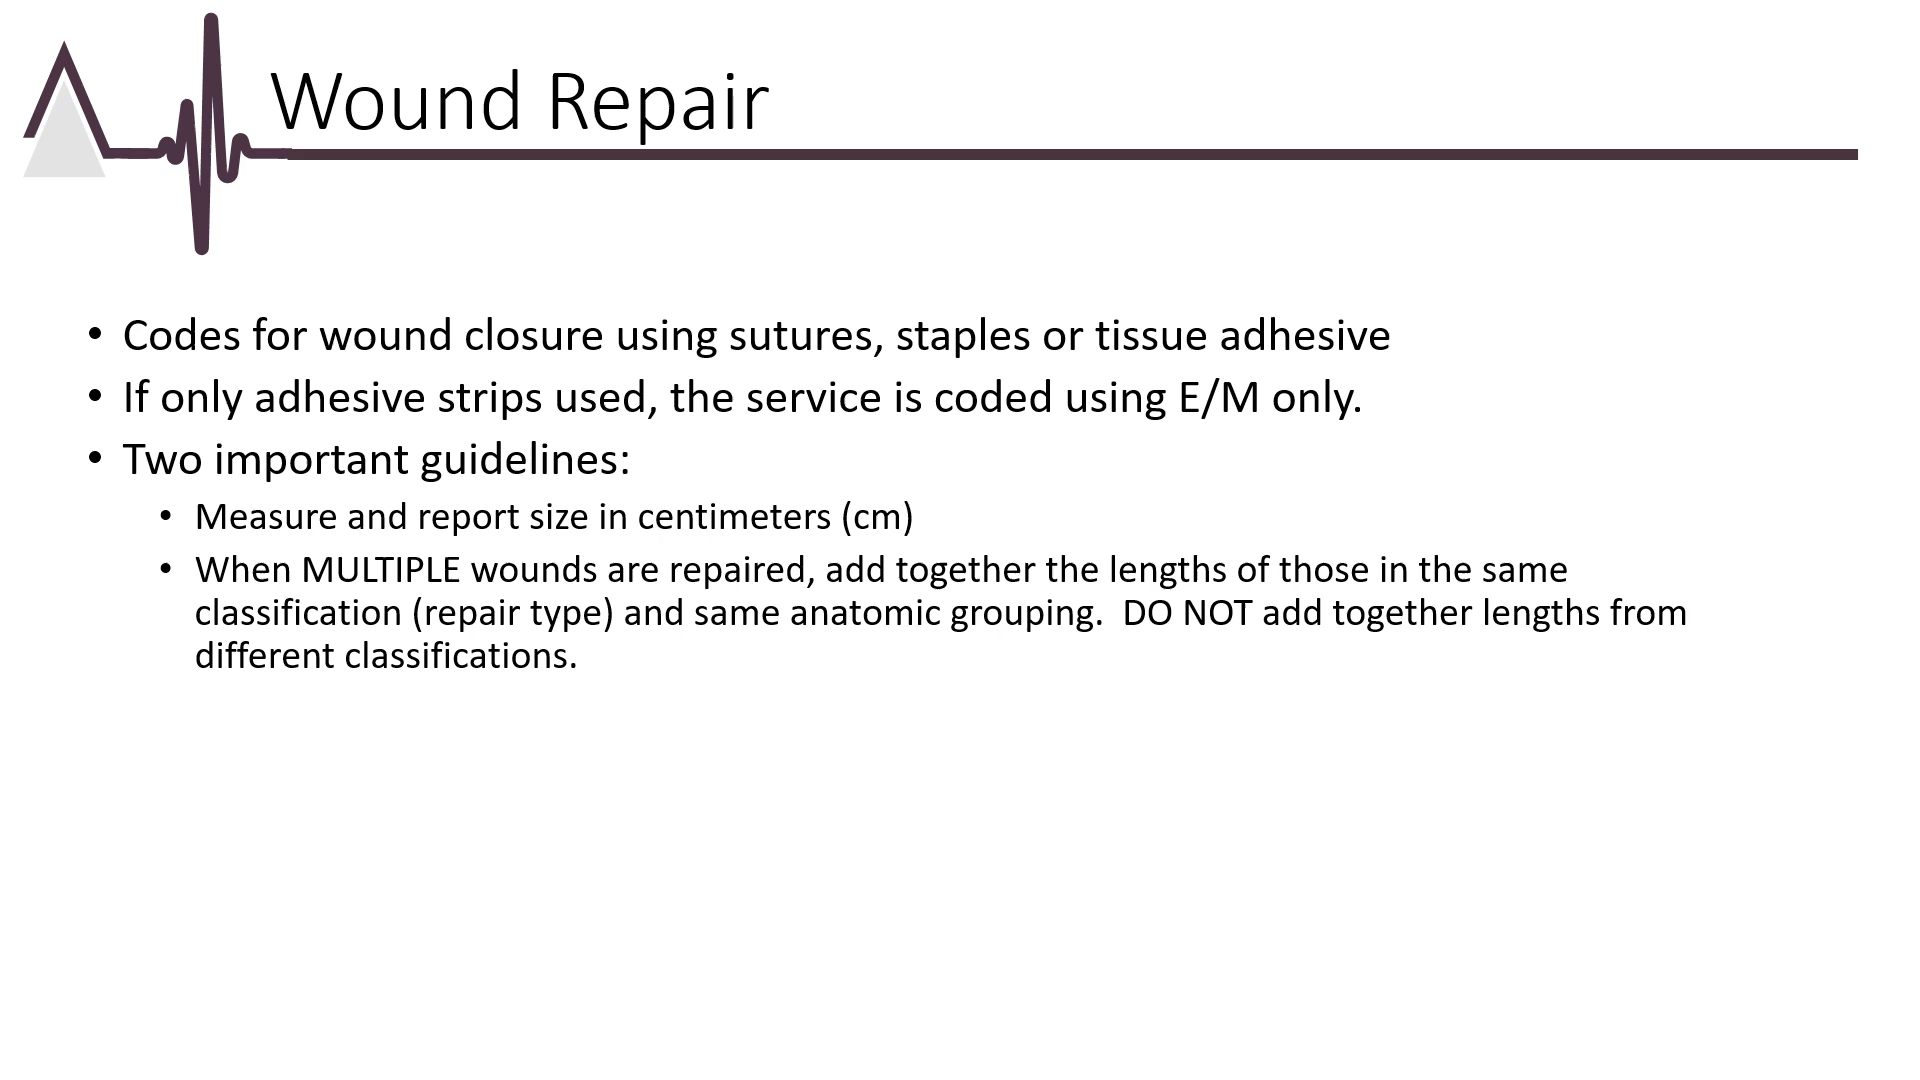 Wound Repair
• Codes for wound closure using sutures, staples or tissue adhesive
• If only adhesive strips used, the service is coded using E/M only.
• Two important guidelines:
• Measure and report size in centimeters (cm)
• When MULTIPLE wounds are repaired, add together the lengths of those in the same
classification (repair type) and same anatomic grouping.  DO NOT add together lengths from
different classifications.